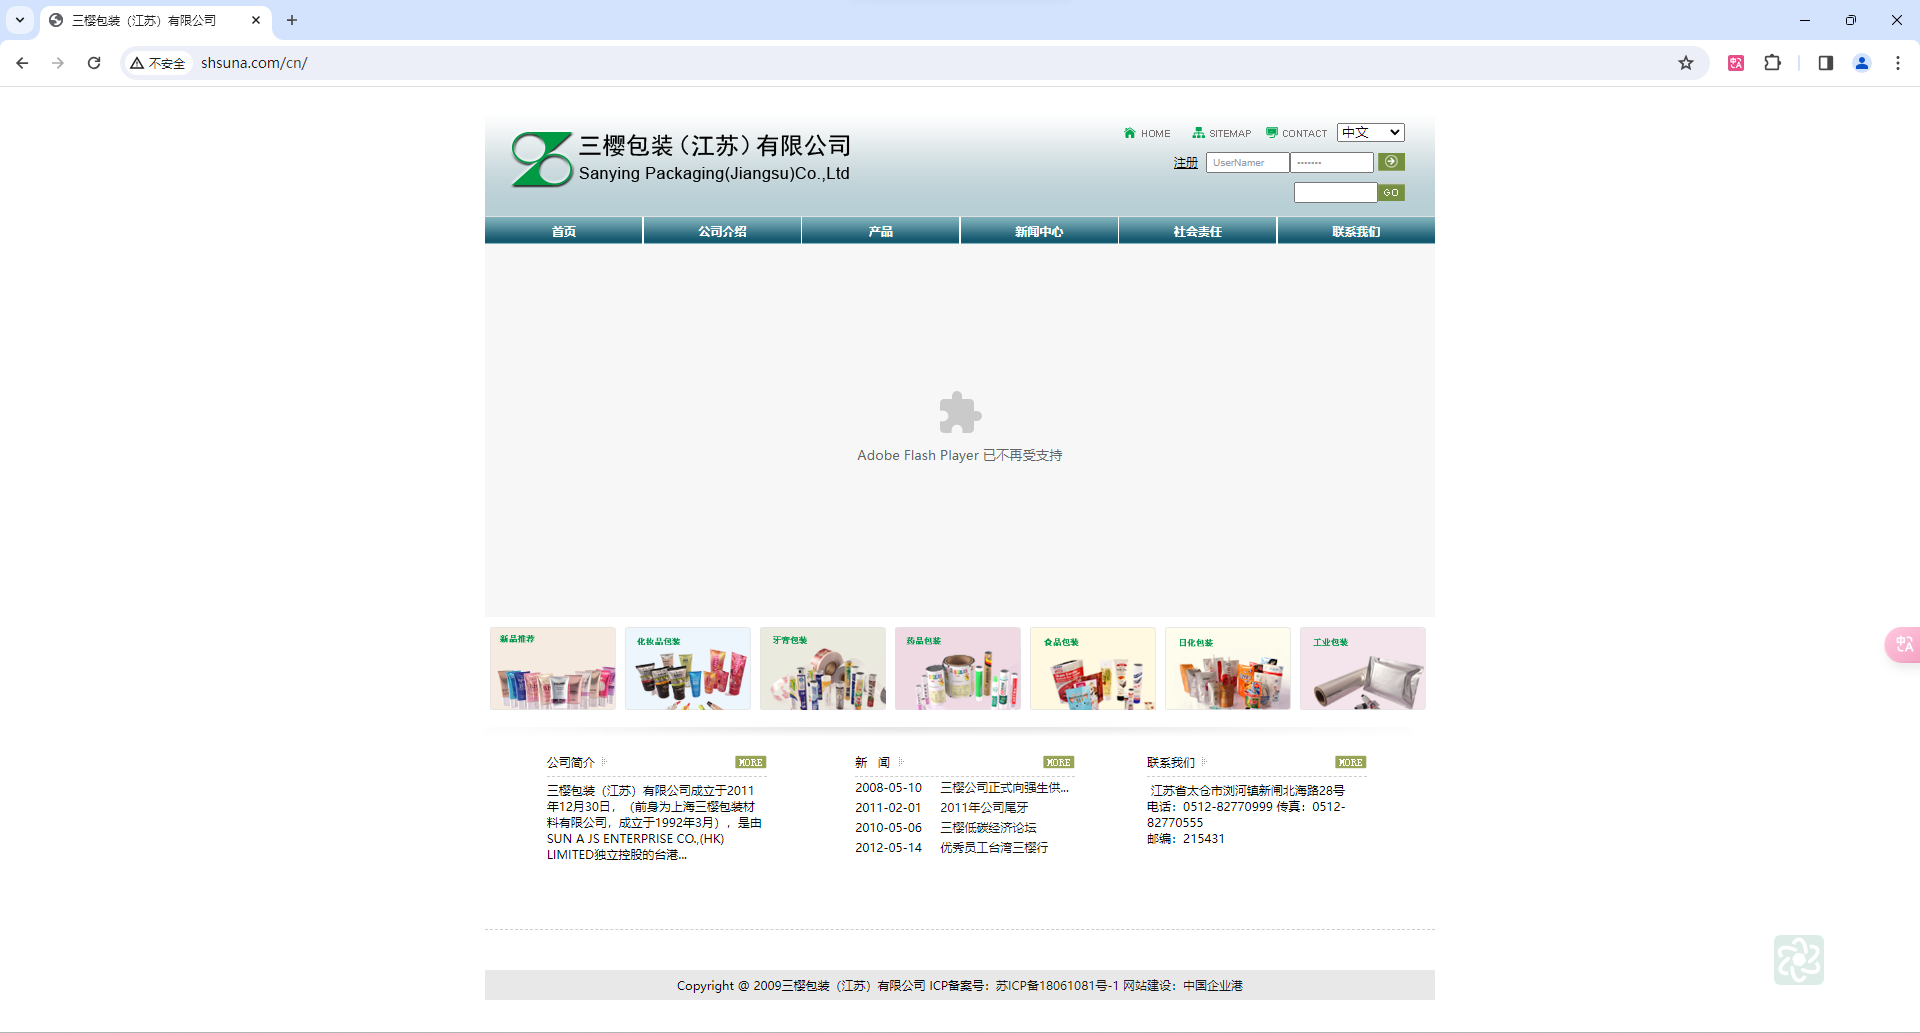 三樱包装（江苏）有限公司
不安全 shsuna.com/cn/
三樱包装（江苏）有限公司
Sanying Packaging(Jiangsu)Co.,Ltd
HOME SITEMAP CONTACT 中文
注册 UserNamer -------
GO
首页 公司介绍 产品 新闻中心 社会责任 联系我们
Adobe Flash Player 已不再受支持
新品推荐 化妆品包装 牙膏包装 药品包装 食品包装 日化包装 工业包装
公司简介 MORE
三樱包装（江苏）有限公司成立于2011
年12月30日，（前身为上海三樱包装材
料有限公司，成立于1992年3月），是由
SUN A JS ENTERPRISE CO.,(HK)
LIMITED独立控股的台港...
新 闻 MORE
2008-05-10 三樱公司正式向强生供...
2011-02-01 2011年公司尾牙
2010-05-06 三樱低碳经济论坛
2012-05-14 优秀员工台湾三樱行
联系我们 MORE
江苏省太仓市浏河镇新闸北海路28号
电话：0512-82770999 传真：0512-
82770555
邮编：215431
Copyright @ 2009三樱包装（江苏）有限公司 ICP备案号：苏ICP备18061081号-1 网站建设：中国企业港